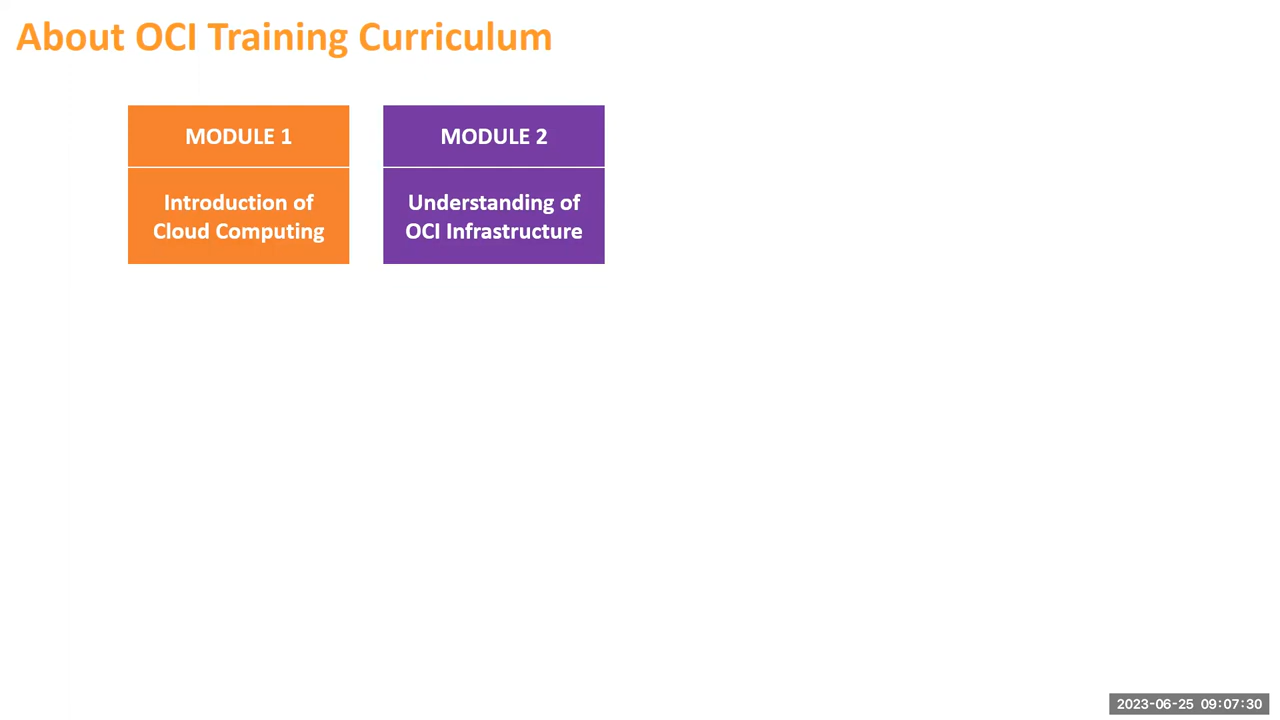 About OCI Training Curriculum
MODULE 1
Introduction of
Cloud Computing
MODULE 2
Understanding of
OCI Infrastructure
2023-06-25 09:07:30